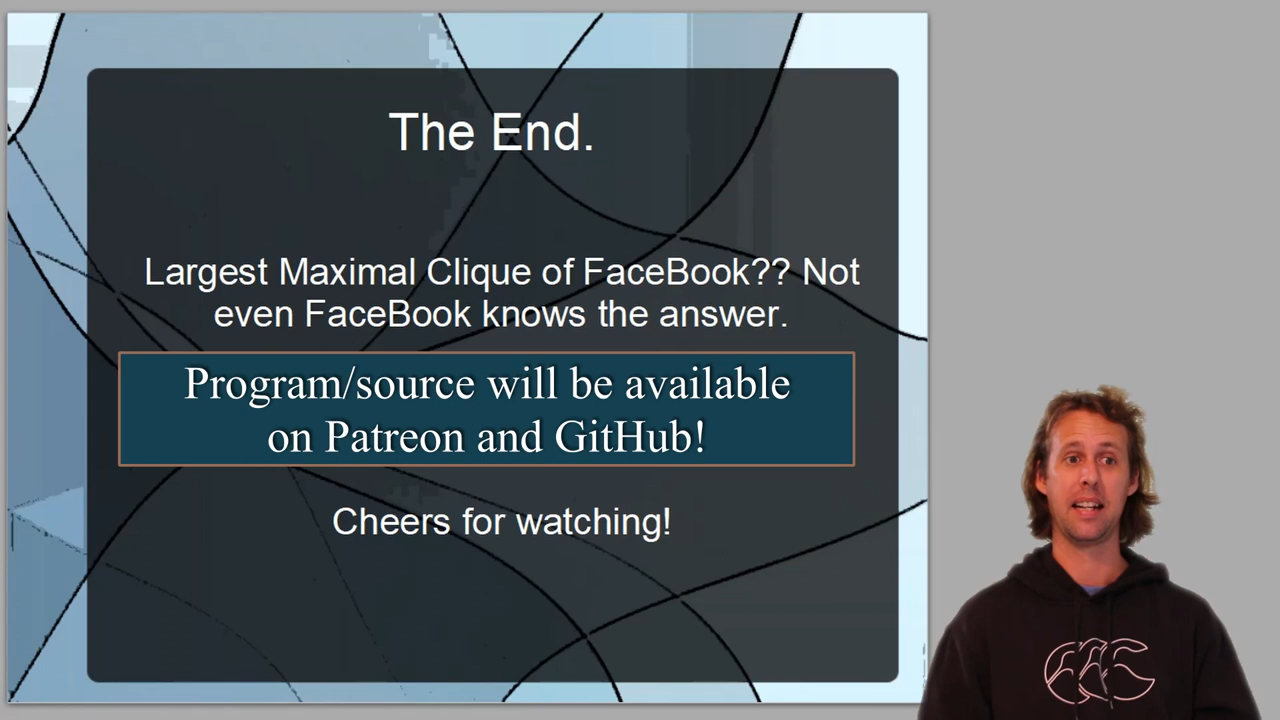 The End.
Largest Maximal Clique of FaceBook?? Not
even FaceBook knows the answer.
Program/source will be available
on Patreon and GitHub!
Cheers for watching!